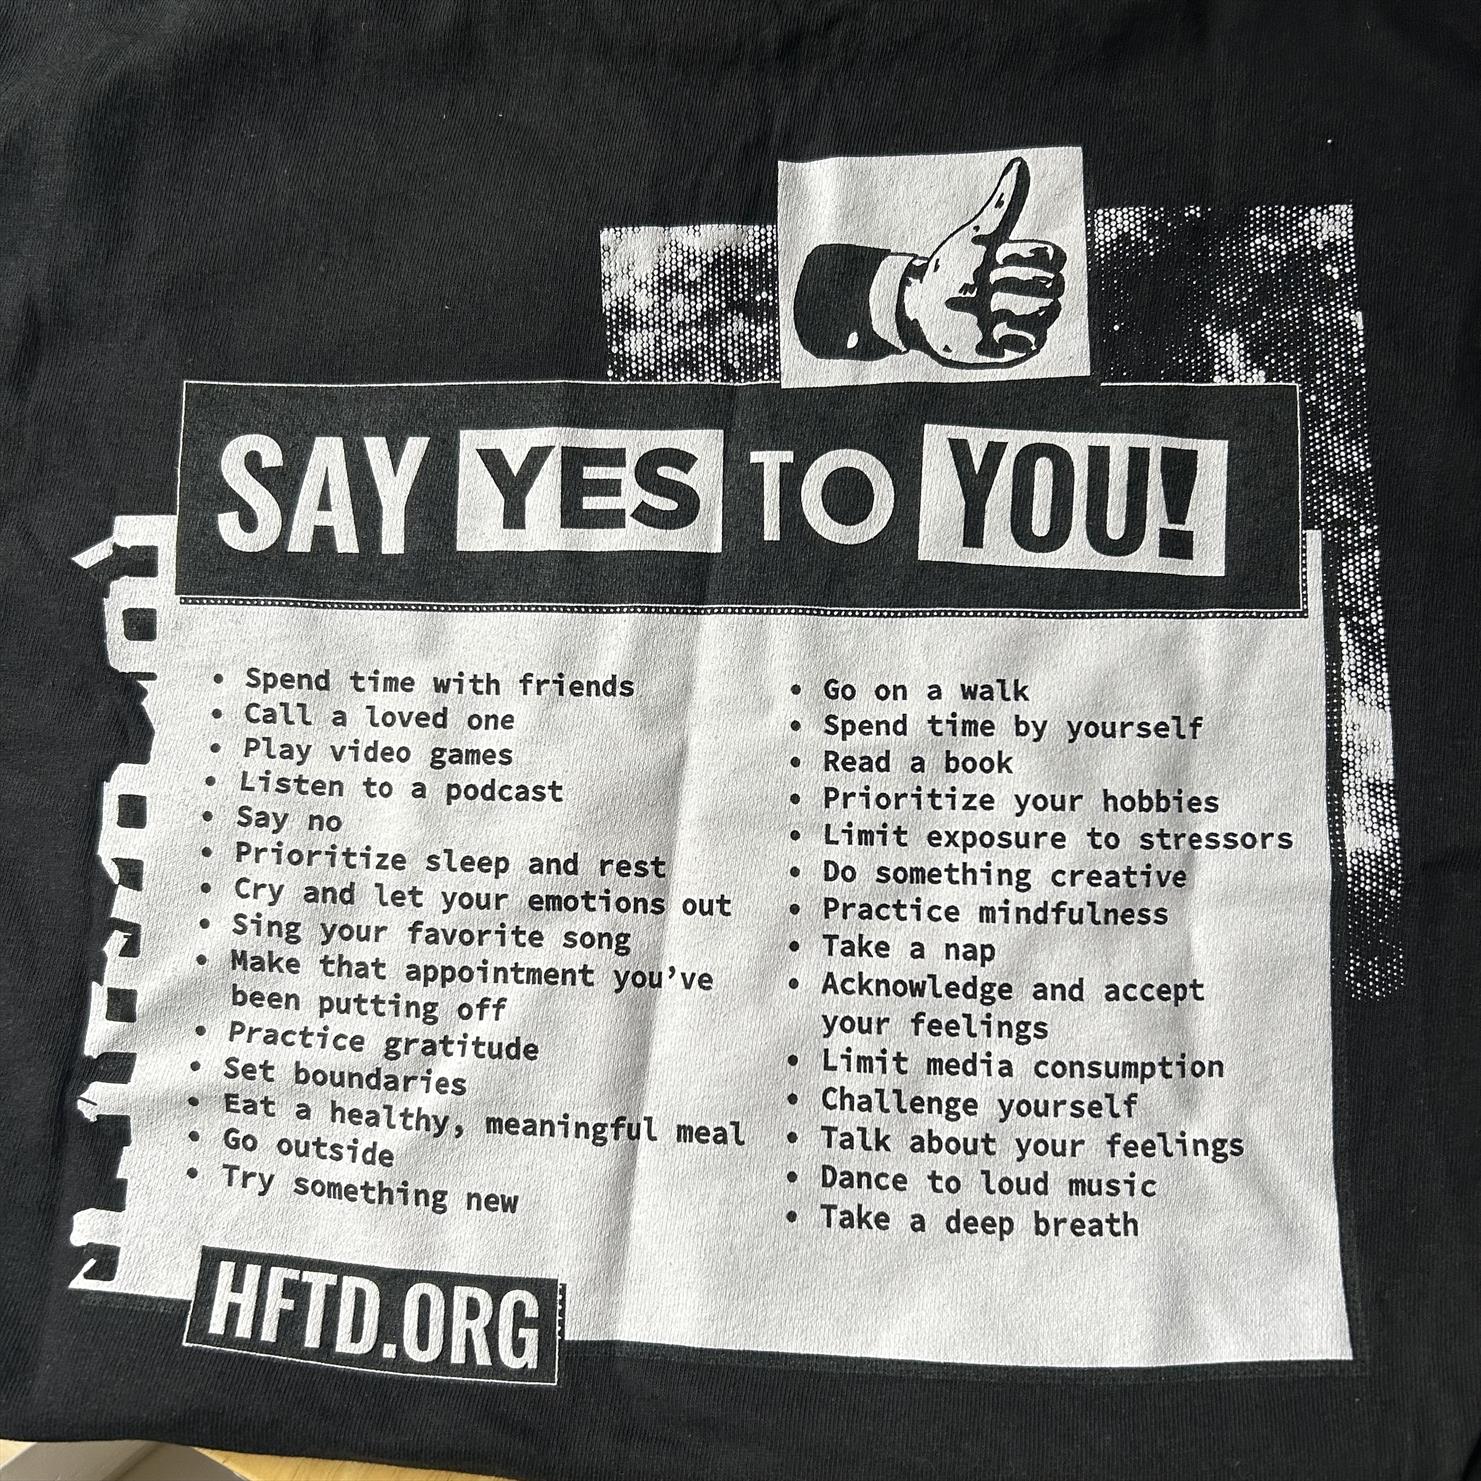 SAY YES TO YOU!
• Spend time with friends
• Call a loved one
• Play video games
• Listen to a podcast
• Say no
• Prioritize sleep and rest
• Cry and let your emotions out
• Sing your favorite song
• Make that appointment you’ve
been putting off
• Practice gratitude
• Set boundaries
• Eat a healthy, meaningful meal
• Go outside
• Try something new
• Go on a walk
• Spend time by yourself
• Read a book
• Prioritize your hobbies
• Limit exposure to stressors
• Do something creative
• Practice mindfulness
• Take a nap
• Acknowledge and accept
your feelings
• Limit media consumption
• Challenge yourself
• Talk about your feelings
• Dance to loud music
• Take a deep breath
HFTD.ORG